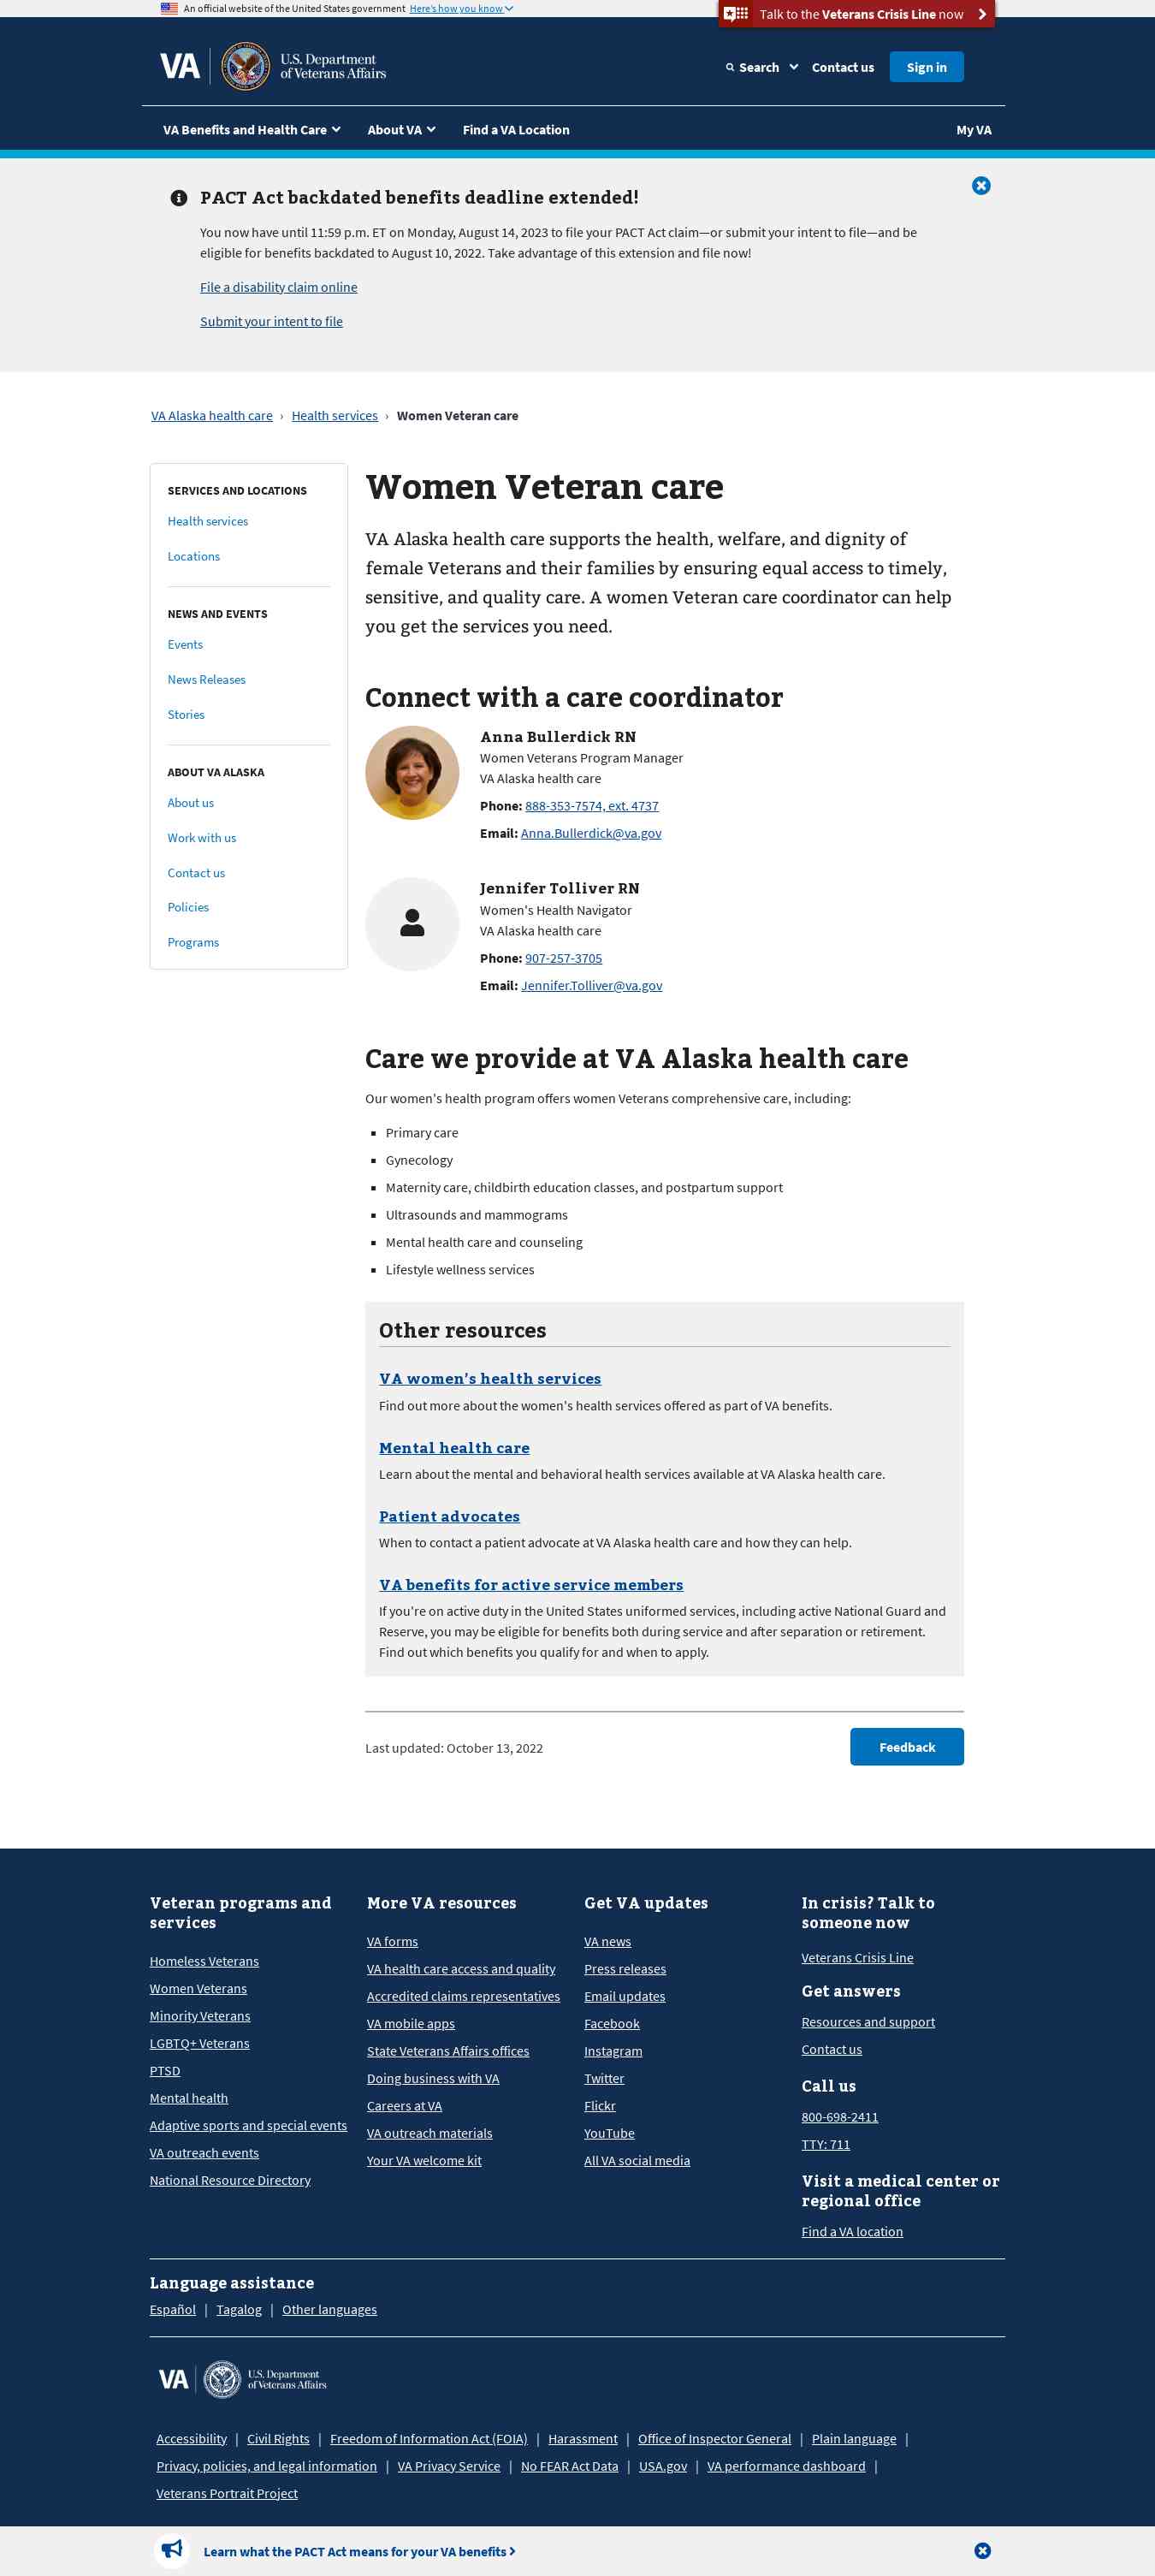 An official website of the United States government Here's how you know
Talk to the Veterans Crisis Line now
VA
U.S. Department
of Veterans Affairs
Search
Contact us
Sign in
VA Benefits and Health Care
About VA
Find a VA Location
My VA
PACT Act backdated benefits deadline extended!
You now have until 11:59 p.m. ET on Monday, August 14, 2023 to file your PACT Act claim—or submit your intent to file—and be
eligible for benefits backdated to August 10, 2022. Take advantage of this extension and file now!
File a disability claim online
Submit your intent to file
VA Alaska health care › Health services › Women Veteran care
SERVICES AND LOCATIONS
Health services
Locations
NEWS AND EVENTS
Events
News Releases
Stories
ABOUT VA ALASKA
About us
Work with us
Contact us
Policies
Programs
Women Veteran care
VA Alaska health care supports the health, welfare, and dignity of
female Veterans and their families by ensuring equal access to timely,
sensitive, and quality care. A women Veteran care coordinator can help
you get the services you need.
Connect with a care coordinator
Anna Bullerdick RN
Women Veterans Program Manager
VA Alaska health care
Phone: 888-353-7574, ext. 4737
Email: Anna.Bullerdick@va.gov
Jennifer Tolliver RN
Women's Health Navigator
VA Alaska health care
Phone: 907-257-3705
Email: Jennifer.Tolliver@va.gov
Care we provide at VA Alaska health care
Our women's health program offers women Veterans comprehensive care, including:
Primary care
Gynecology
Maternity care, childbirth education classes, and postpartum support
Ultrasounds and mammograms
Mental health care and counseling
Lifestyle wellness services
Other resources
VA women’s health services
Find out more about the women's health services offered as part of VA benefits.
Mental health care
Learn about the mental and behavioral health services available at VA Alaska health care.
Patient advocates
When to contact a patient advocate at VA Alaska health care and how they can help.
VA benefits for active service members
If you're on active duty in the United States uniformed services, including active National Guard and
Reserve, you may be eligible for benefits both during service and after separation or retirement.
Find out which benefits you qualify for and when to apply.
Last updated: October 13, 2022
Feedback
Veteran programs and
services
Homeless Veterans
Women Veterans
Minority Veterans
LGBTQ+ Veterans
PTSD
Mental health
Adaptive sports and special events
VA outreach events
National Resource Directory
More VA resources
VA forms
VA health care access and quality
Accredited claims representatives
VA mobile apps
State Veterans Affairs offices
Doing business with VA
Careers at VA
VA outreach materials
Your VA welcome kit
Get VA updates
VA news
Press releases
Email updates
Facebook
Instagram
Twitter
Flickr
YouTube
All VA social media
In crisis? Talk to
someone now
Veterans Crisis Line
Get answers
Resources and support
Contact us
Call us
800-698-2411
TTY: 711
Visit a medical center or
regional office
Find a VA location
Language assistance
Español | Tagalog | Other languages
VA
U.S. Department
of Veterans Affairs
Accessibility | Civil Rights | Freedom of Information Act (FOIA) | Harassment | Office of Inspector General | Plain language |
Privacy, policies, and legal information | VA Privacy Service | No FEAR Act Data | USA.gov | VA performance dashboard |
Veterans Portrait Project
Learn what the PACT Act means for your VA benefits